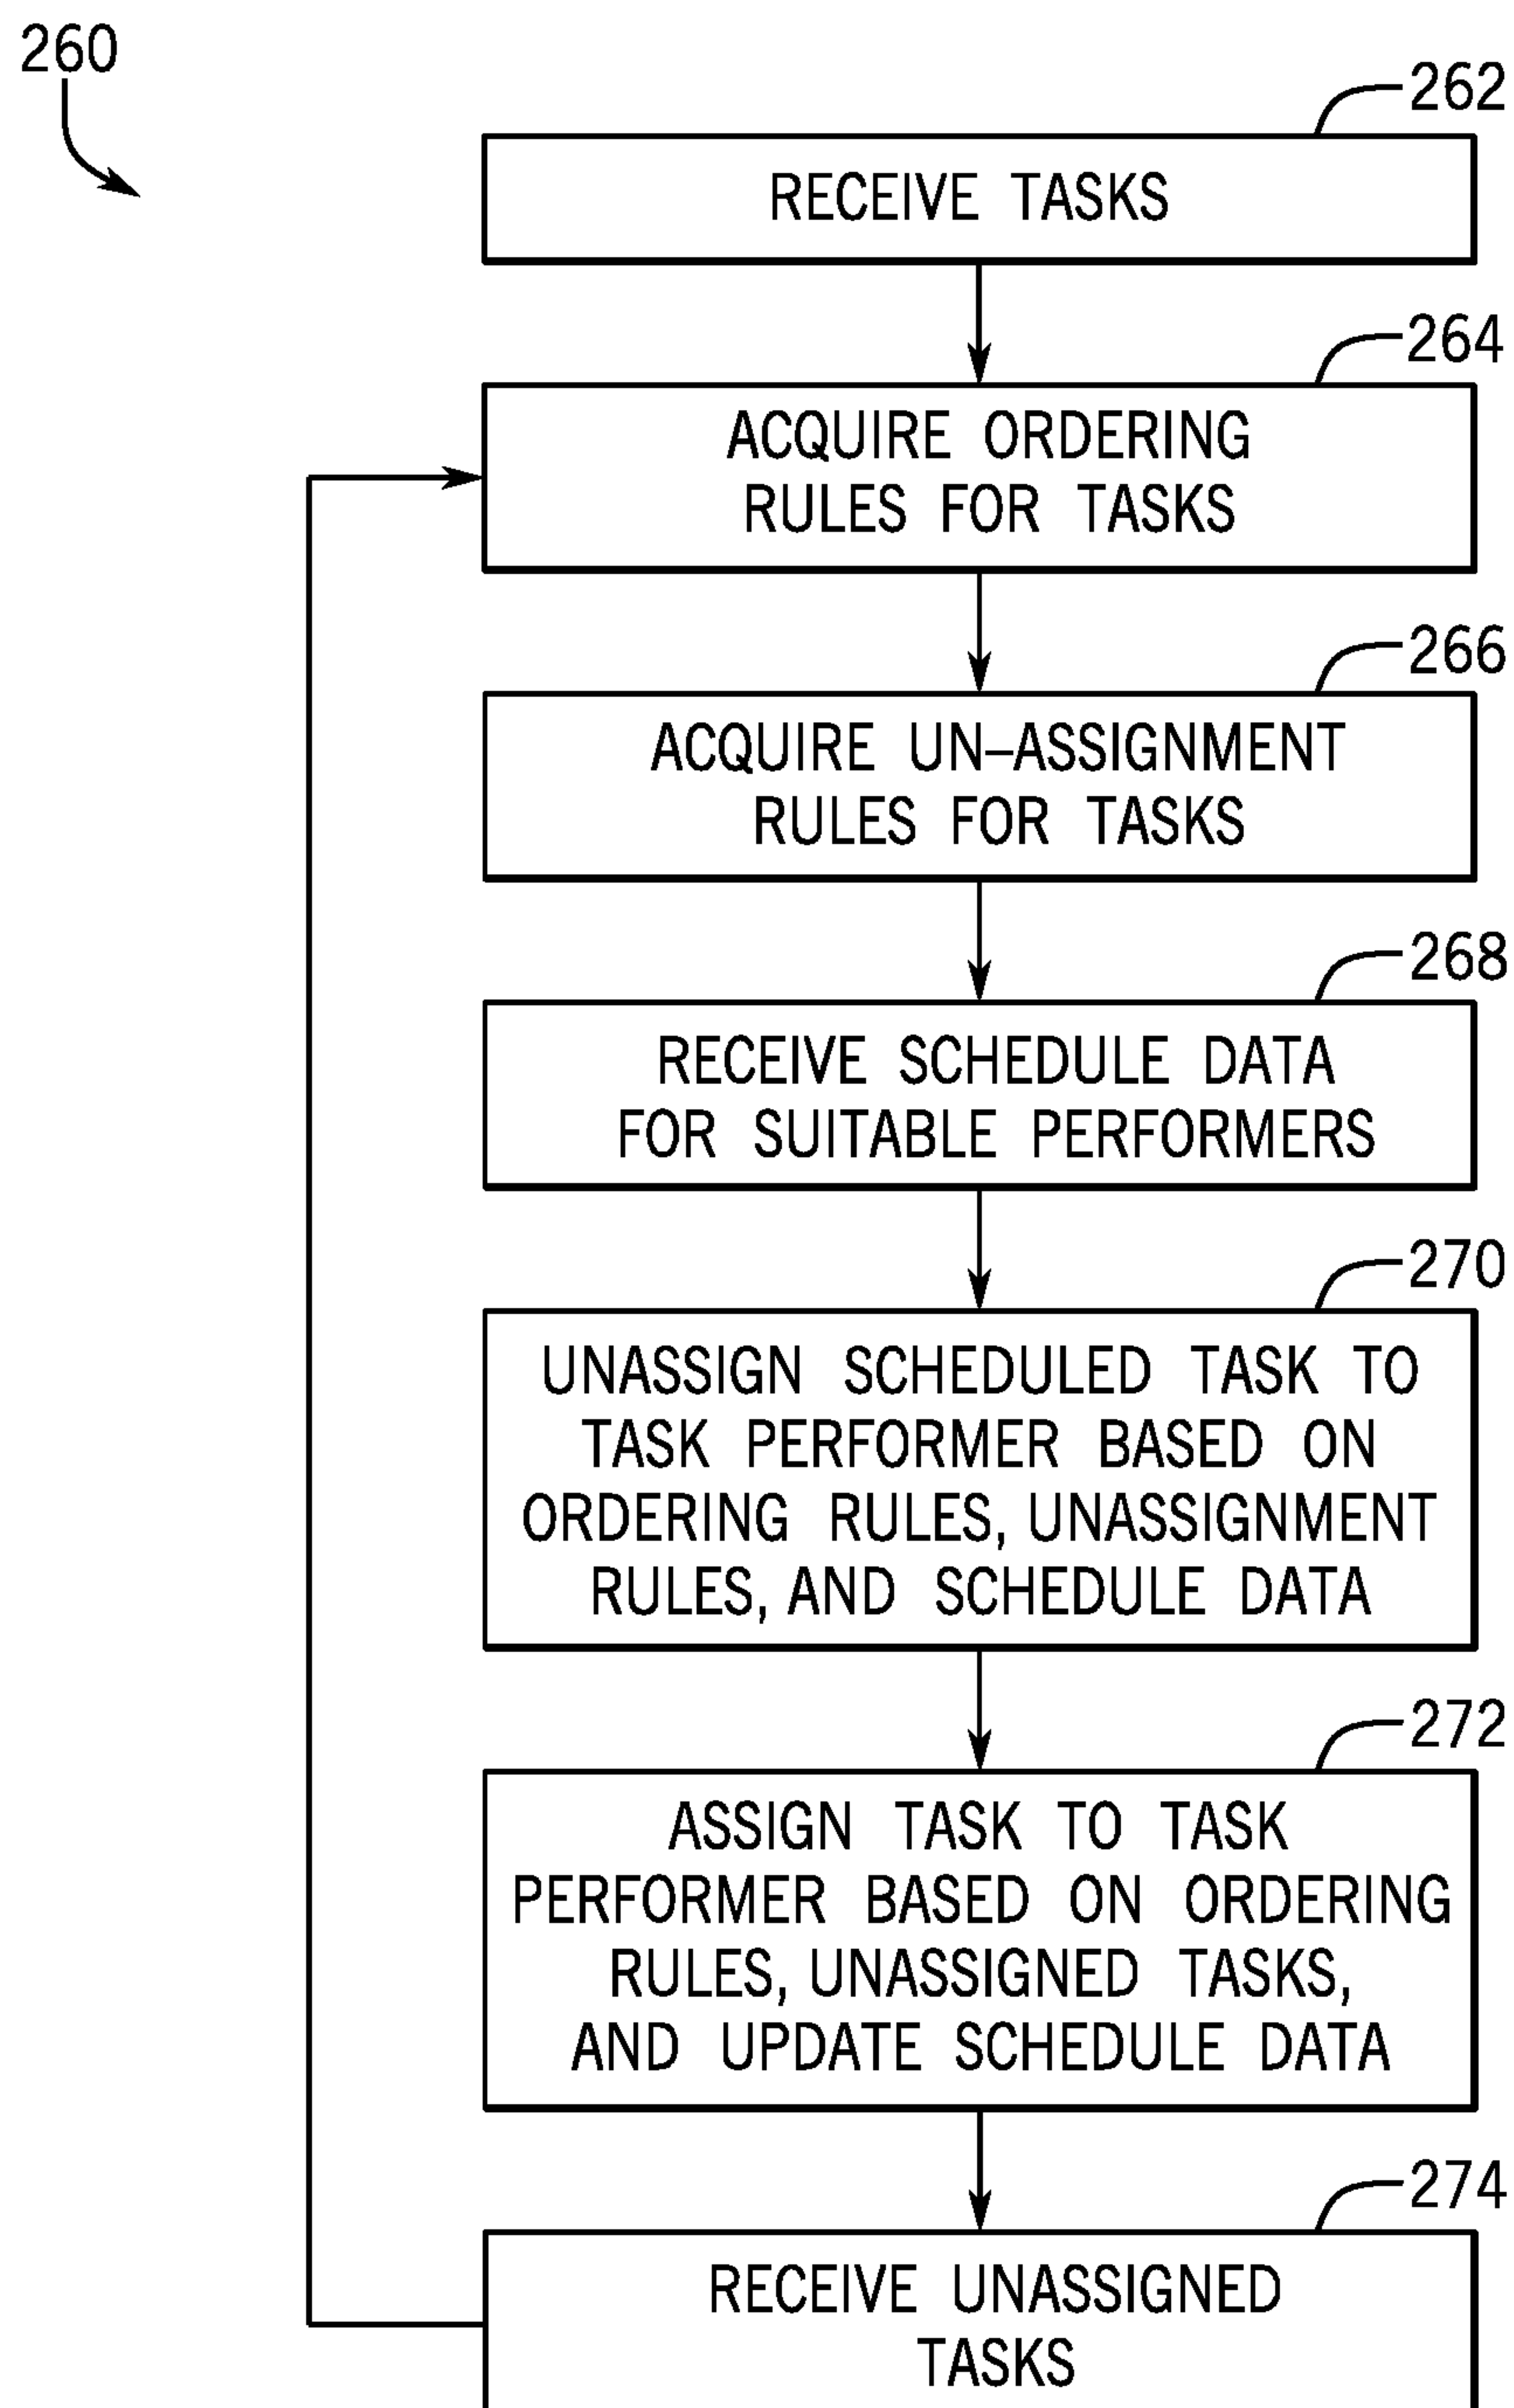 260
262
RECEIVE TASKS
264
ACQUIRE ORDERING
RULES FOR TASKS
266
ACQUIRE UN–ASSIGNMENT
RULES FOR TASKS
268
RECEIVE SCHEDULE DATA
FOR SUITABLE PERFORMERS
270
UNASSIGN SCHEDULED TASK TO
TASK PERFORMER BASED ON
ORDERING RULES, UNASSIGNMENT
RULES, AND SCHEDULE DATA
272
ASSIGN TASK TO TASK
PERFORMER BASED ON ORDERING
RULES, UNASSIGNED TASKS,
AND UPDATE SCHEDULE DATA
274
RECEIVE UNASSIGNED
TASKS